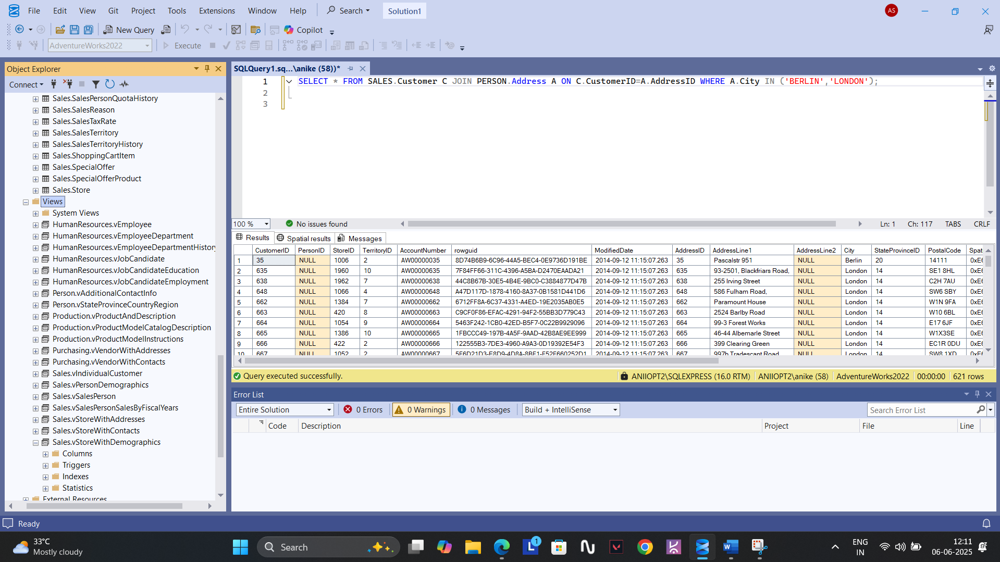 File Edit View Git Project Tools Extensions Window Help Search Solution1 AS
New Query Copilot
AdventureWorks2022 Execute
Object Explorer
Connect
Sales.SalesPersonQuotaHistory
Sales.SalesReason
Sales.SalesTaxRate
Sales.SalesTerritory
Sales.SalesTerritoryHistory
Sales.ShoppingCartItem
Sales.SpecialOffer
Sales.SpecialOfferProduct
Sales.Store
Views
System Views
HumanResources.vEmployee
HumanResources.vEmployeeDepartment
HumanResources.vEmployeeDepartmentHistory
HumanResources.vJobCandidate
HumanResources.vJobCandidateEducation
HumanResources.vJobCandidateEmployment
Person.vAdditionalContactInfo
Person.vStateProvinceCountryRegion
Production.vProductAndDescription
Production.vProductModelCatalogDescription
Production.vProductModelInstructions
Purchasing.vVendorWithAddresses
Purchasing.vVendorWithContacts
Sales.vIndividualCustomer
Sales.vPersonDemographics
Sales.vSalesPerson
Sales.vSalesPersonSalesByFiscalYears
Sales.vStoreWithAddresses
Sales.vStoreWithContacts
Sales.vStoreWithDemographics
Columns
Triggers
Indexes
Statistics
External Resources
SQLQuery1.sq...\anike (58))*
1 SELECT * FROM SALES.Customer C JOIN PERSON.Address A ON C.CustomerID=A.AddressID WHERE A.City IN ('BERLIN','LONDON');
2
3
100 % No issues found Ln: 1 Ch: 117 TABS CRLF
Results Spatial results Messages
CustomerID PersonID StoreID TerritoryID AccountNumber rowguid ModifiedDate AddressID AddressLine1 AddressLine2 City StateProvinceID PostalCode Spat
1 35 NULL 1006 2 AW00000035 8D74B6B9-6C96-44A5-BEC4-0E9736D191BE 2014-09-12 11:15:07.263 35 Pascalstr 951 NULL Berlin 20 14111 0xE6
2 635 NULL 1960 10 AW00000635 7F84FF66-311C-4396-A5BA-D2470EAADA21 2014-09-12 11:15:07.263 635 93-2501, Blackfriars Road, NULL London 14 SE1 8HL 0xE6
3 638 NULL 1962 7 AW00000638 44C8B67B-30E5-4B4E-9BC0-C3884877D47B 2014-09-12 11:15:07.263 638 255 Irving Street NULL London 14 C2H 7AU 0xE6
4 648 NULL 1066 4 AW00000648 A47D117D-1878-4160-8A37-0B1581D441D6 2014-09-12 11:15:07.263 648 586 Fulham Road, NULL London 14 SW6 SBY 0xE6
5 662 NULL 1384 7 AW00000662 6712FF8A-6C37-4331-A4ED-19E2035AB0E5 2014-09-12 11:15:07.263 662 Paramount House NULL London 14 W1N 9FA 0xE6
6 663 NULL 420 8 AW00000663 C9CF0F86-EFAC-4291-94F2-55BB3D779C43 2014-09-12 11:15:07.263 663 2524 Barlby Road NULL London 14 W10 6BL 0xE6
7 664 NULL 1054 9 AW00000664 5463F242-1CB0-42ED-B5F7-0C22B9929096 2014-09-12 11:15:07.263 664 99-3 Forest Works NULL London 14 E17 6JF 0xE6
8 665 NULL 1386 10 AW00000665 1FBCCC49-197B-4A5F-9AAD-42B8AE9EE999 2014-09-12 11:15:07.263 665 46-44 Albemarle Street NULL London 14 W1X3SE 0xE6
9 666 NULL 422 2 AW00000666 122555B3-7DE3-4960-A9A3-0D19392E54F3 2014-09-12 11:15:07.263 666 399 Clearing Green NULL London 14 EC1R 0DU 0xE6
10 667 NULL 1052 2 AW00000667 5E6D21D3-E8D9-4D8A-8BE1-E52E660252D1 2014-09-12 11:15:07.263 667 997b Tradescant Road NULL London 14 SW8 1XD 0xE6
Query executed successfully. ANIIOPT2\SQLEXPRESS (16.0 RTM) ANIIOPT2\anike (58) AdventureWorks2022 00:00:00 621 rows
Error List
Entire Solution 0 Errors 0 Warnings 0 Messages Build + IntelliSense Search Error List
Code Description Project File Line
Ready
33°C
Mostly cloudy
Search
1
L
ENG
IN
12:11
06-06-2025